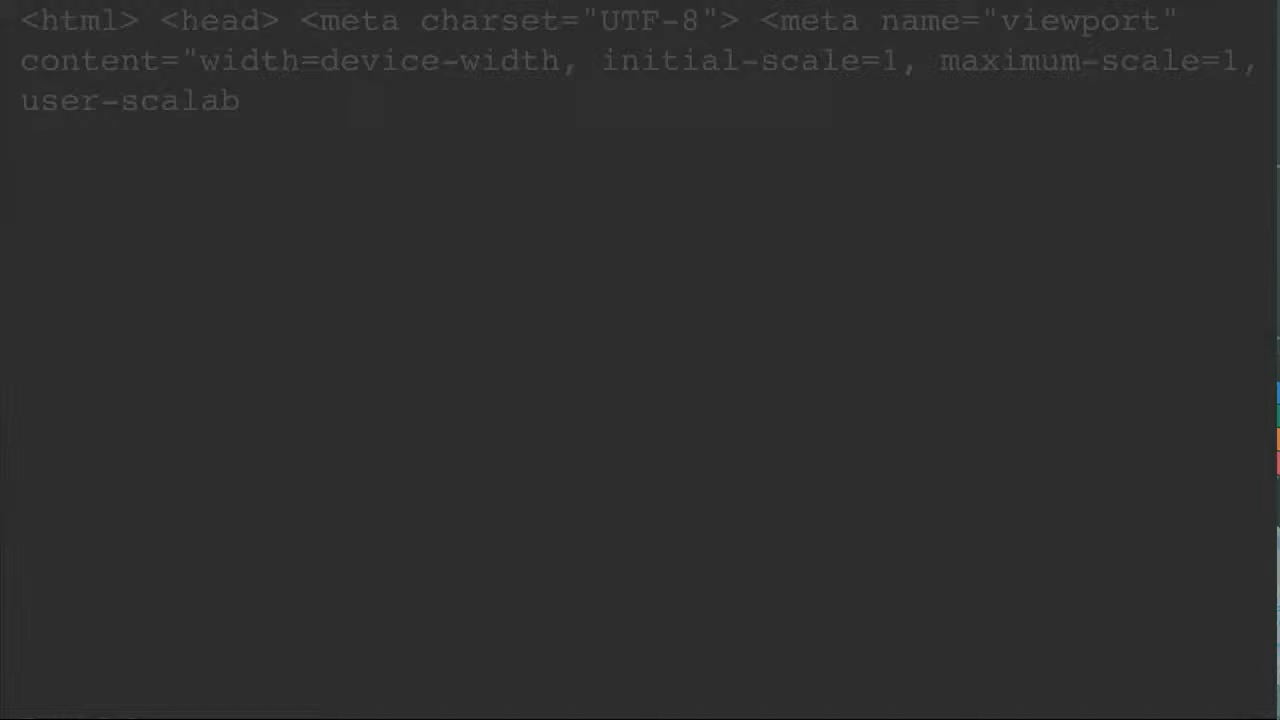 <html> <head> <meta charset="UTF-8"> <meta name="viewport"
content="width=device-width, initial-scale=1, maximum-scale=1,
user-scalab